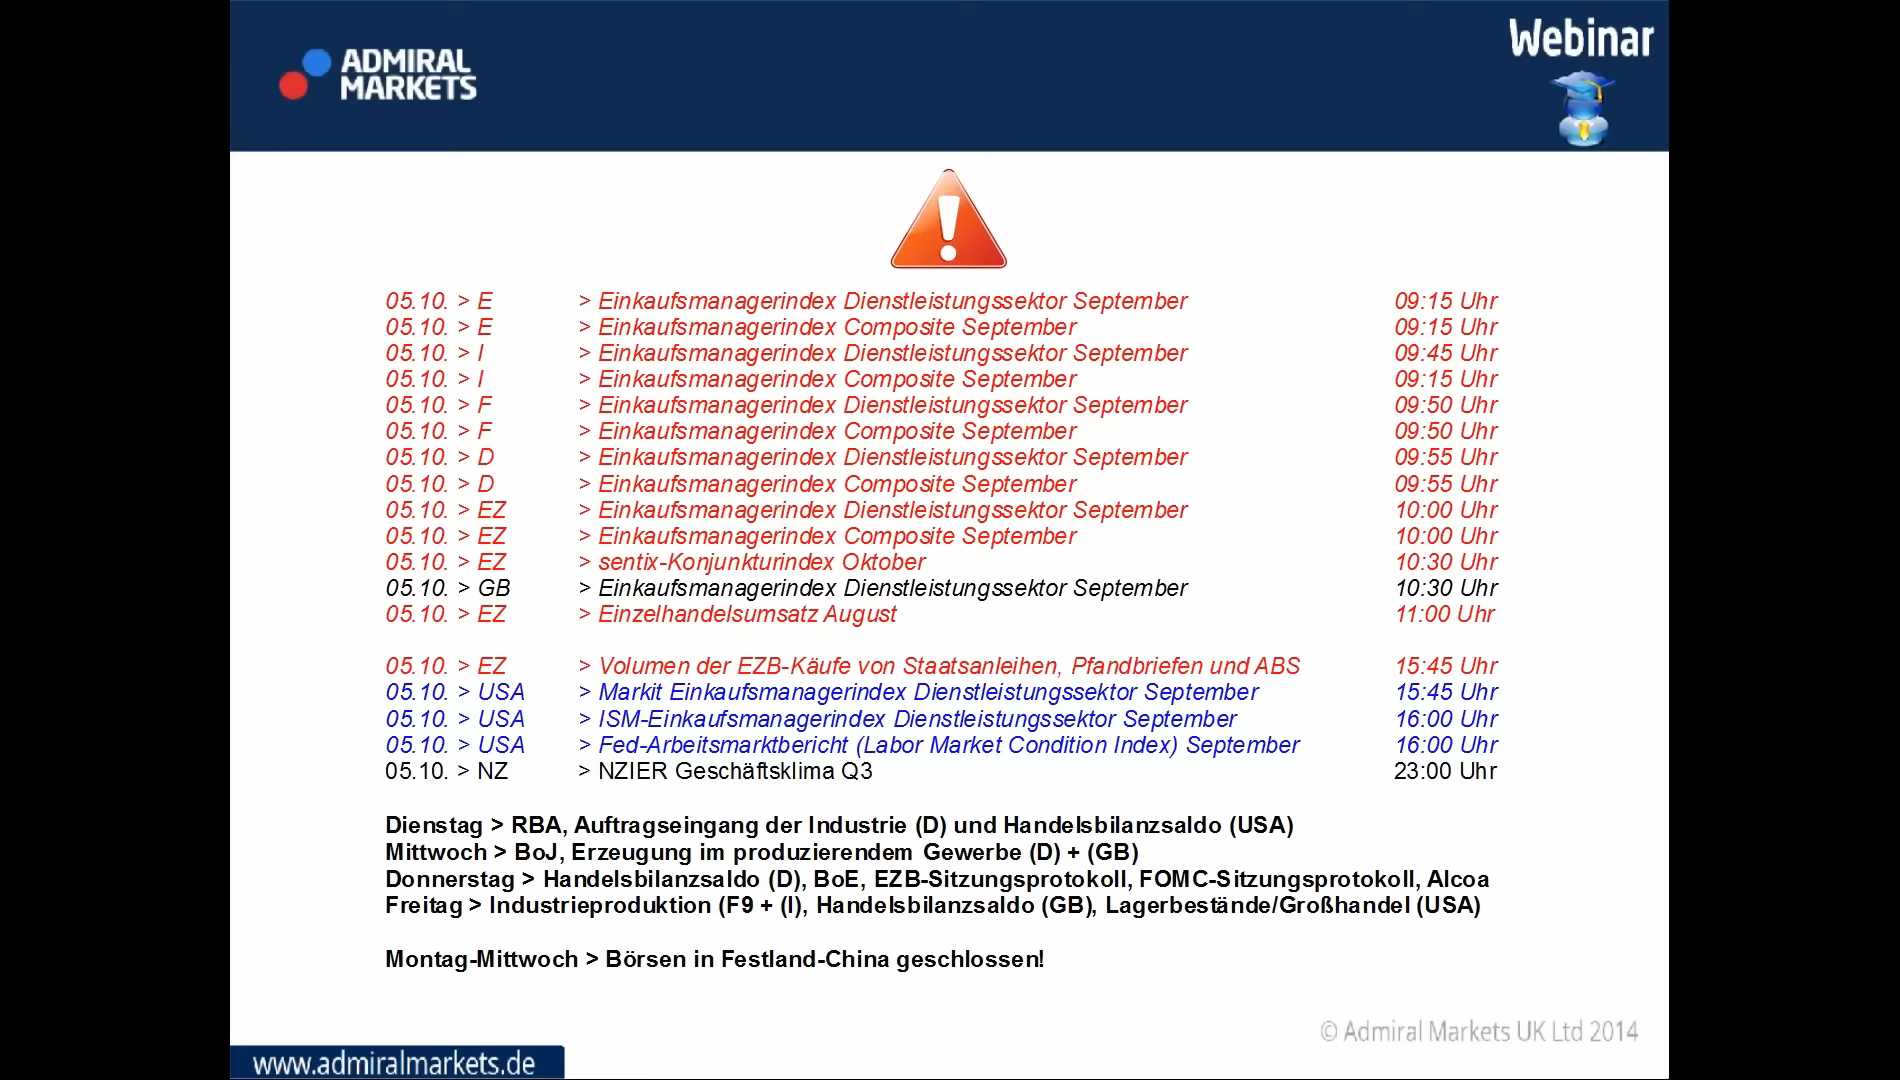 ADMIRAL
MARKETS
Webinar
05.10. > E > Einkaufsmanagerindex Dienstleistungssektor September 09:15 Uhr
05.10. > E > Einkaufsmanagerindex Composite September 09:15 Uhr
05.10. > I > Einkaufsmanagerindex Dienstleistungssektor September 09:45 Uhr
05.10. > I > Einkaufsmanagerindex Composite September 09:15 Uhr
05.10. > F > Einkaufsmanagerindex Dienstleistungssektor September 09:50 Uhr
05.10. > F > Einkaufsmanagerindex Composite September 09:50 Uhr
05.10. > D > Einkaufsmanagerindex Dienstleistungssektor September 09:55 Uhr
05.10. > D > Einkaufsmanagerindex Composite September 09:55 Uhr
05.10. > EZ > Einkaufsmanagerindex Dienstleistungssektor September 10:00 Uhr
05.10. > EZ > Einkaufsmanagerindex Composite September 10:00 Uhr
05.10. > EZ > sentix-Konjunkturindex Oktober 10:30 Uhr
05.10. > GB > Einkaufsmanagerindex Dienstleistungssektor September 10:30 Uhr
05.10. > EZ > Einzelhandelsumsatz August 11:00 Uhr
05.10. > EZ > Volumen der EZB-Käufe von Staatsanleihen, Pfandbriefen und ABS 15:45 Uhr
05.10. > USA > Markit Einkaufsmanagerindex Dienstleistungssektor September 15:45 Uhr
05.10. > USA > ISM-Einkaufsmanagerindex Dienstleistungssektor September 16:00 Uhr
05.10. > USA > Fed-Arbeitsmarktbericht (Labor Market Condition Index) September 16:00 Uhr
05.10. > NZ > NZIER Geschäftsklima Q3 23:00 Uhr
Dienstag > RBA, Auftragseingang der Industrie (D) und Handelsbilanzsaldo (USA)
Mittwoch > BoJ, Erzeugung im produzierendem Gewerbe (D) + (GB)
Donnerstag > Handelsbilanzsaldo (D), BoE, EZB-Sitzungsprotokoll, FOMC-Sitzungsprotokoll, Alcoa
Freitag > Industrieproduktion (F9 + (I), Handelsbilanzsaldo (GB), Lagerbestände/Großhandel (USA)
Montag-Mittwoch > Börsen in Festland-China geschlossen!
© Admiral Markets UK Ltd 2014
www.admiralmarkets.de